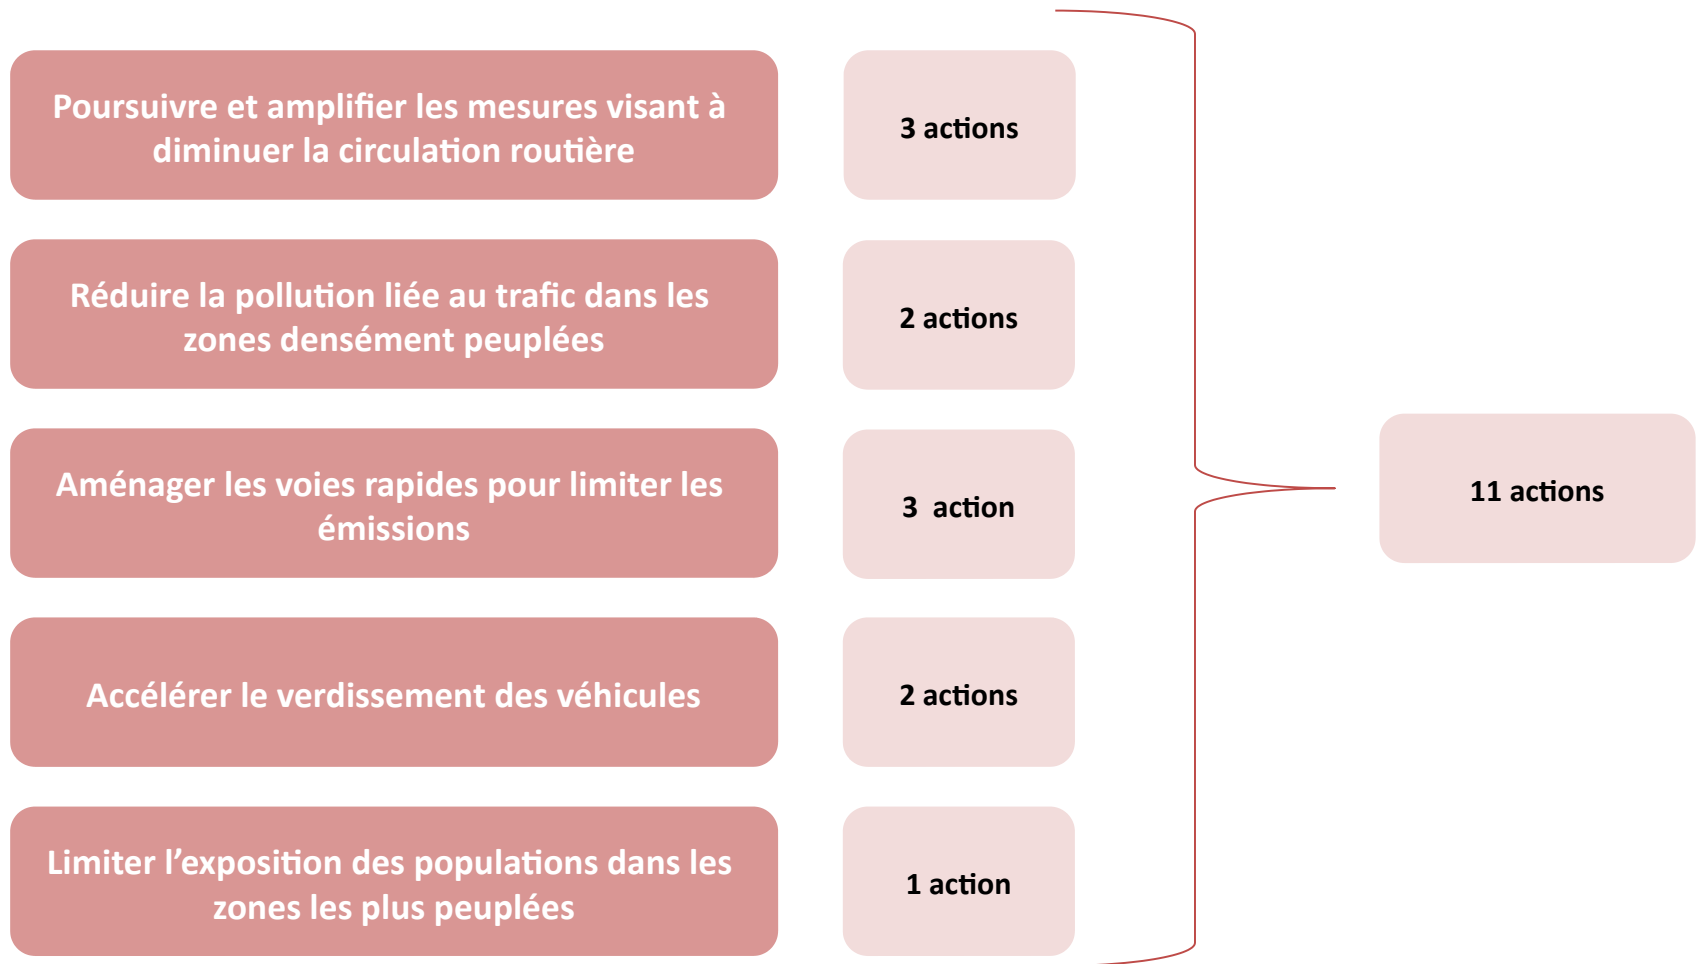 Poursuivre et amplifier les mesures visant à
diminuer la circulation routière
3 actions
Réduire la pollution liée au trafic dans les
zones densément peuplées
2 actions
Aménager les voies rapides pour limiter les
émissions
3  action
Accélérer le verdissement des véhicules
2 actions
Limiter l’exposition des populations dans les
zones les plus peuplées
1 action
11 actions